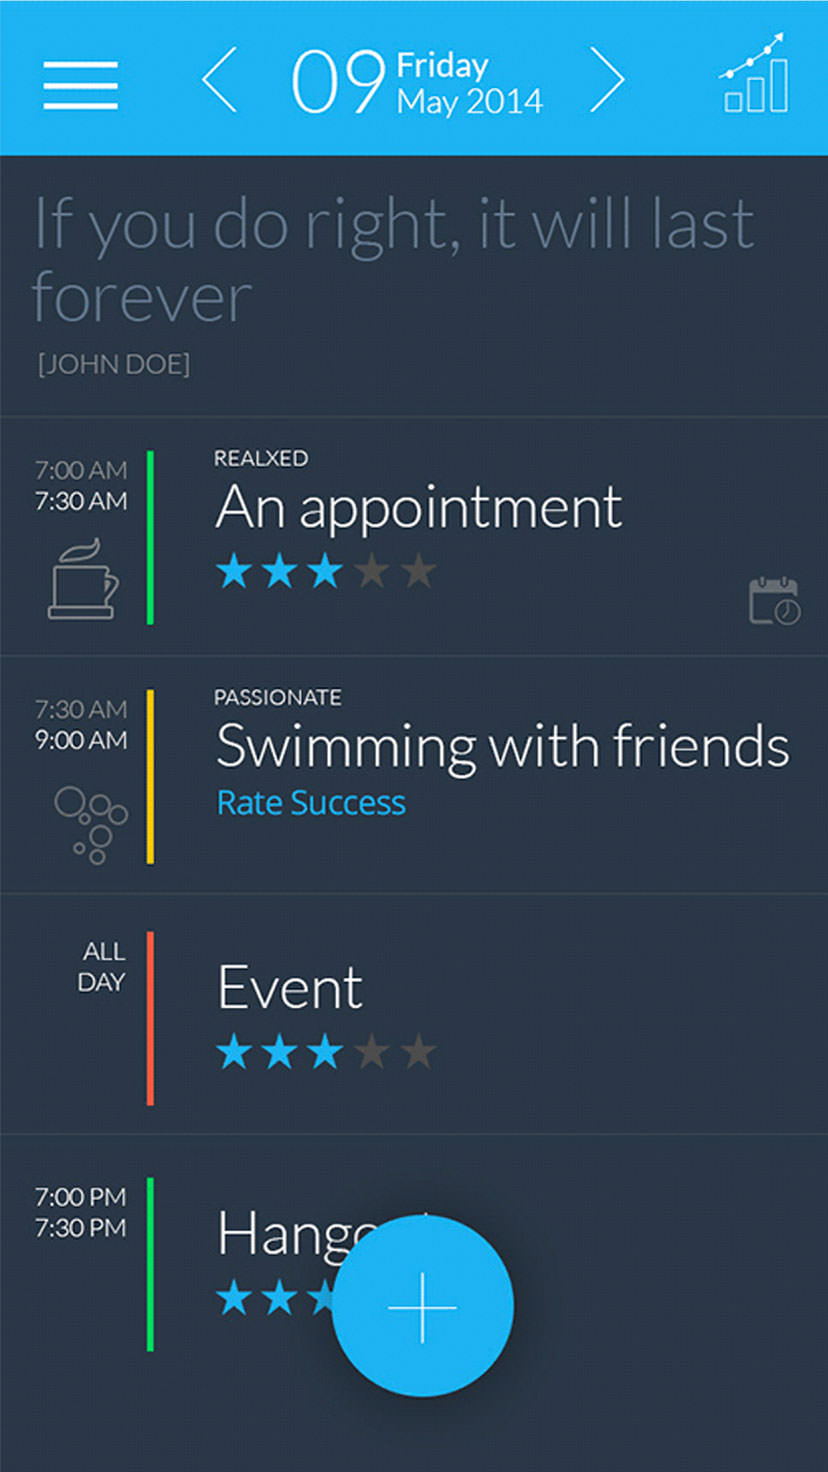 09 Friday
May 2014
If you do right, it will last
forever
[JOHN DOE]
7:00 AM
7:30 AM
REALXED
An appointment
7:30 AM
9:00 AM
PASSIONATE
Swimming with friends
Rate Success
ALL
DAY
Event
7:00 PM
7:30 PM